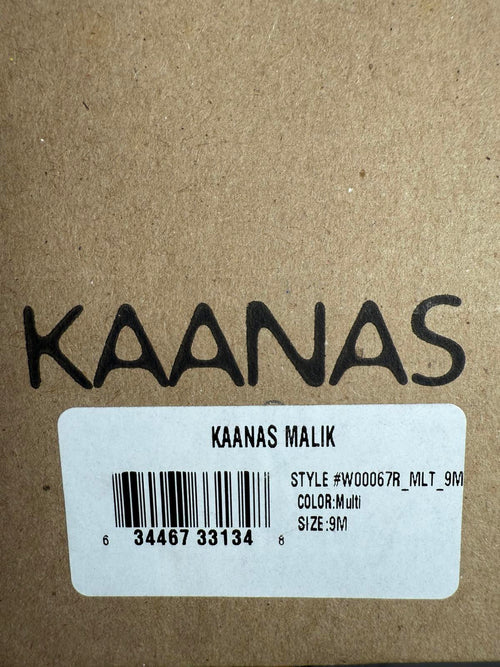 KAANAS
KAANAS MALIK
STYLE #W00067R_MLT_9M
COLOR:Multi
SIZE:9M
6 34467 33134 8